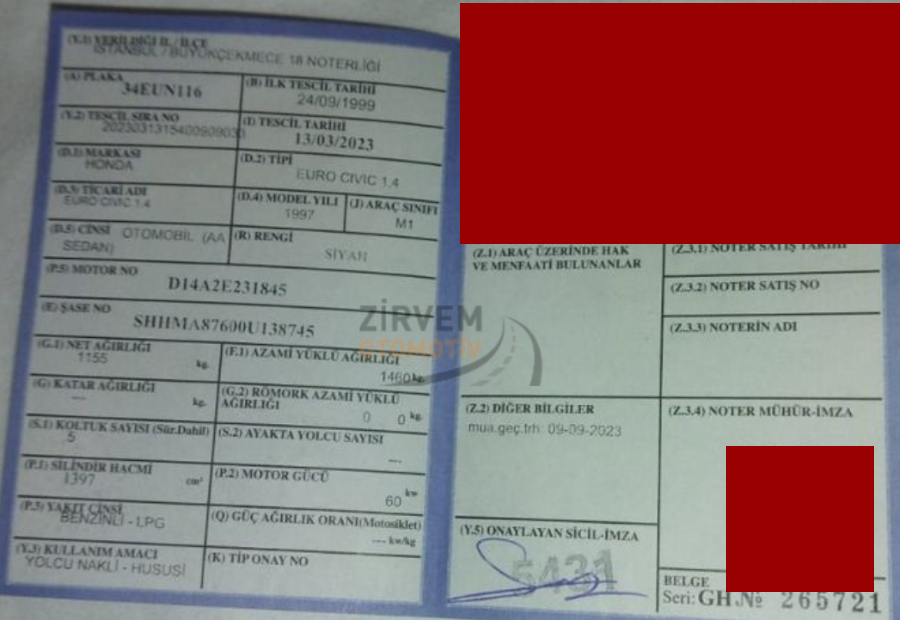 (Y.1) VERİLDİĞİ İL / İLÇE
İSTANBUL / BÜYÜKÇEKMECE 18 NOTERLİĞİ
(A) PLAKA
34EUN116
(B) İLK TESCİL TARİHİ
24/09/1999
(Y.2) TESCİL SIRA NO
(I) TESCİL TARİHİ
13/03/2023
(D.1) MARKASI
HONDA
(D.2) TİPİ
EURO CIVIC 1.4
(D.3) TİCARİ ADI
EURO CIVIC 1.4
(D.4) MODEL YILI
1997
(J) ARAÇ SINIFI
M1
(D.5) CİNSİ OTOMOBİL (AA
SEDAN)
(R) RENGİ
SİYAH
(P.5) MOTOR NO
D14A2E231845
(E) ŞASE NO
SHHMA87600U138745
(G.1) NET AĞIRLIĞI
1155 kg.
(F.1) AZAMİ YÜKLÜ AĞIRLIĞI
1460 kg.
(G) KATAR AĞIRLIĞI
--- kg.
(G.2) RÖMORK AZAMİ YÜKLÜ
AĞIRLIĞI
0 0 kg.
(S.1) KOLTUK SAYISI (Sür.Dahil)
5
(S.2) AYAKTA YOLCU SAYISI
---
(P.1) SİLİNDİR HACMİ
1397 cm³
(P.2) MOTOR GÜCÜ
60 kw
(P.3) YAKIT CİNSİ
BENZİNLİ - LPG
(Q) GÜÇ AĞIRLIK ORANI(Motosiklet)
--- kw/kg
(Y.3) KULLANIM AMACI
YOLCU NAKLİ - HUSUSİ
(K) TİP ONAY NO
ZİRVEM
OTOMOTİV
(Z.1) ARAÇ ÜZERİNDE HAK
VE MENFAATİ BULUNANLAR
(Z.3.1) NOTER SATIŞ TARİHİ
(Z.3.2) NOTER SATIŞ NO
(Z.3.3) NOTERİN ADI
(Z.2) DİĞER BİLGİLER
mua.geç.trh: 09-09-2023
(Z.3.4) NOTER MÜHÜR-İMZA
(Y.5) ONAYLAYAN SİCİL-İMZA
5431
BELGE
Seri: GH.№ 265721